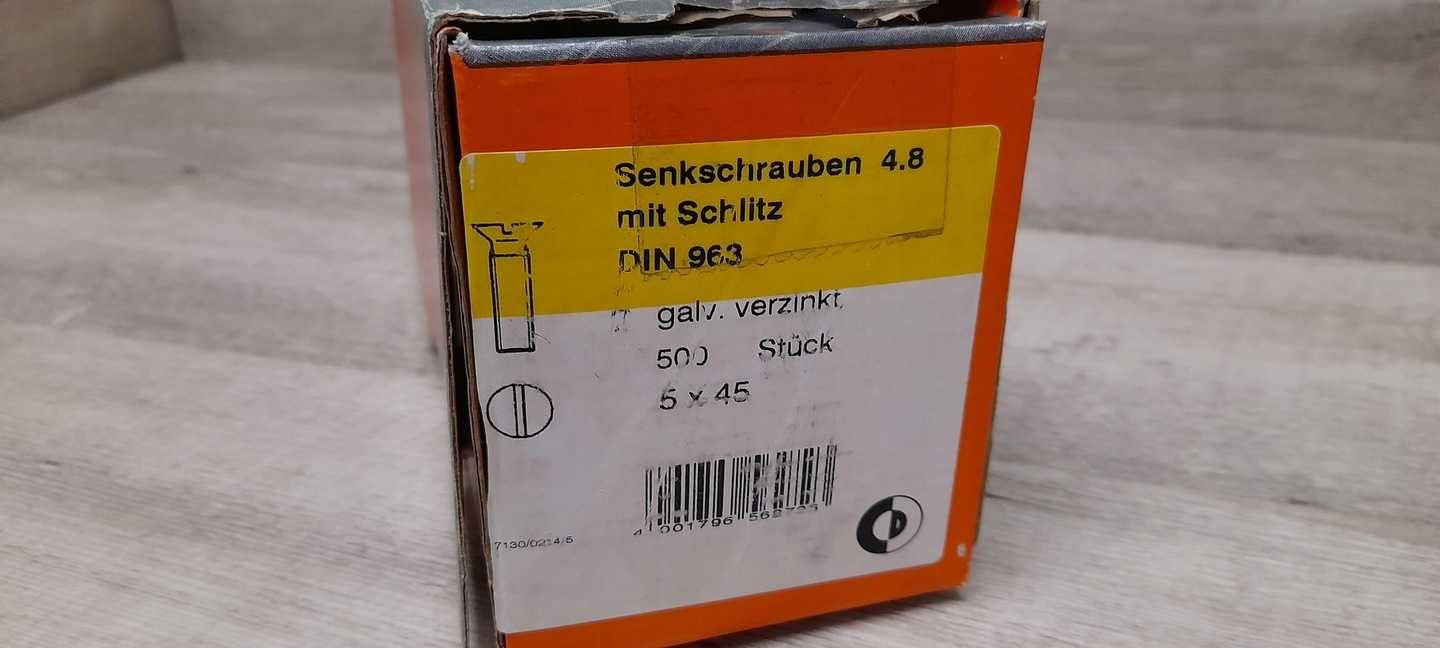 Senkschrauben 4.8
mit Schlitz
DIN 963
galv. verzinkt
500 Stück
5 x 45
7130/0214/5